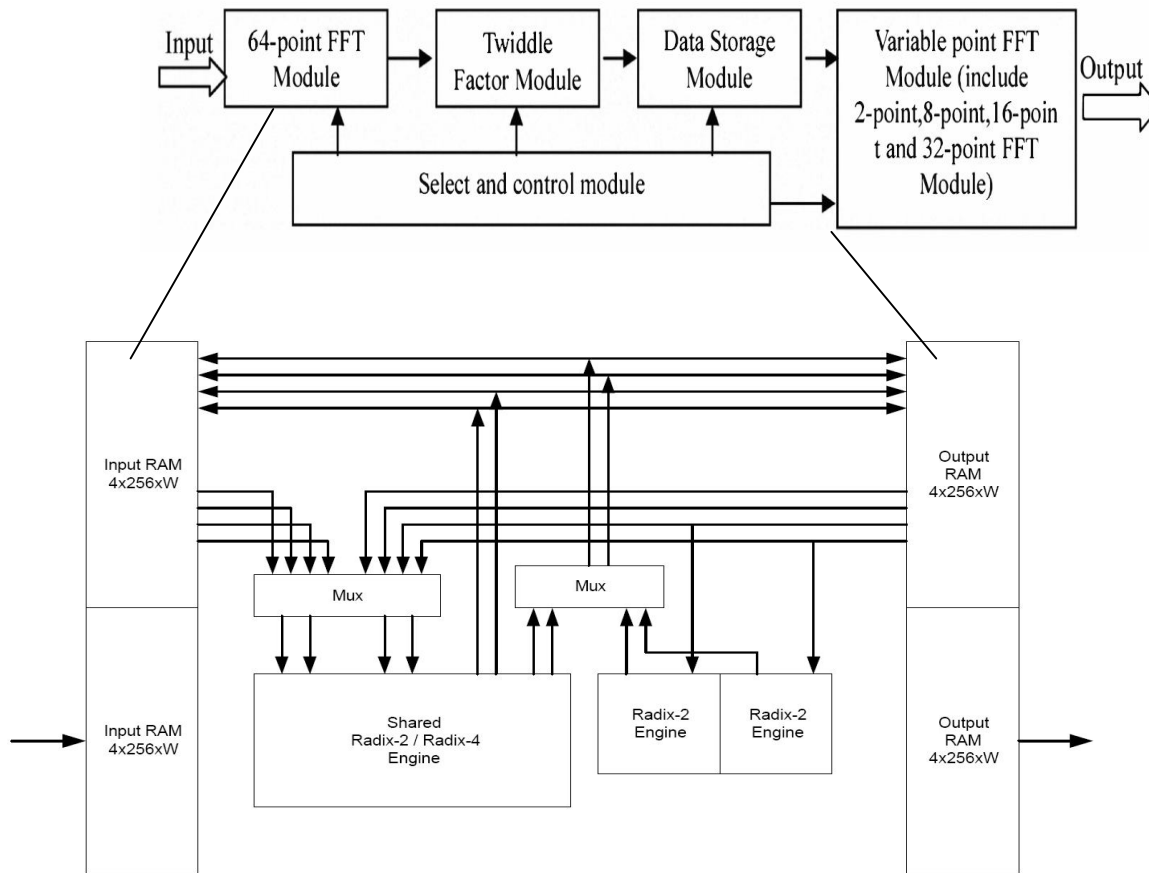 Input
64-point FFT
Module
Twiddle
Factor Module
Data Storage
Module
Variable point FFT
Module (include
2-point,8-point,16-poin
t and 32-point FFT
Module)
Output
Select and control module
Input RAM
4x256xW
Output
RAM
4x256xW
Mux
Mux
Input RAM
4x256xW
Shared
Radix-2 / Radix-4
Engine
Radix-2
Engine
Radix-2
Engine
Output
RAM
4x256xW